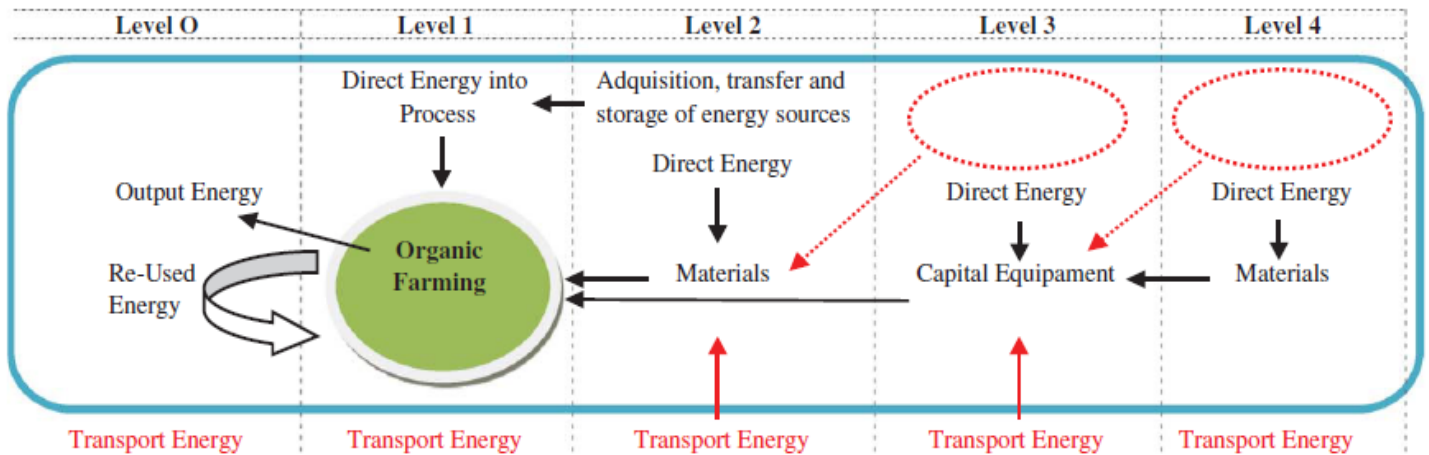 Level O
Level 1
Level 2
Level 3
Level 4
Direct Energy into
Process
Adquisition, transfer and
storage of energy sources
Direct Energy
Direct Energy
Direct Energy
Output Energy
Organic
Farming
Re-Used
Energy
Materials
Capital Equipament
Materials
Transport Energy
Transport Energy
Transport Energy
Transport Energy
Transport Energy